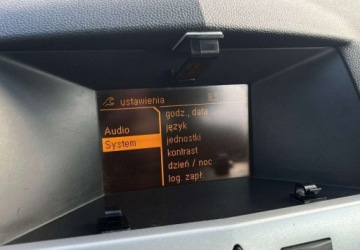 ustawienia
Audio
System
godz., data
język
jednostki
kontrast
dzień / noc
log. zapł.